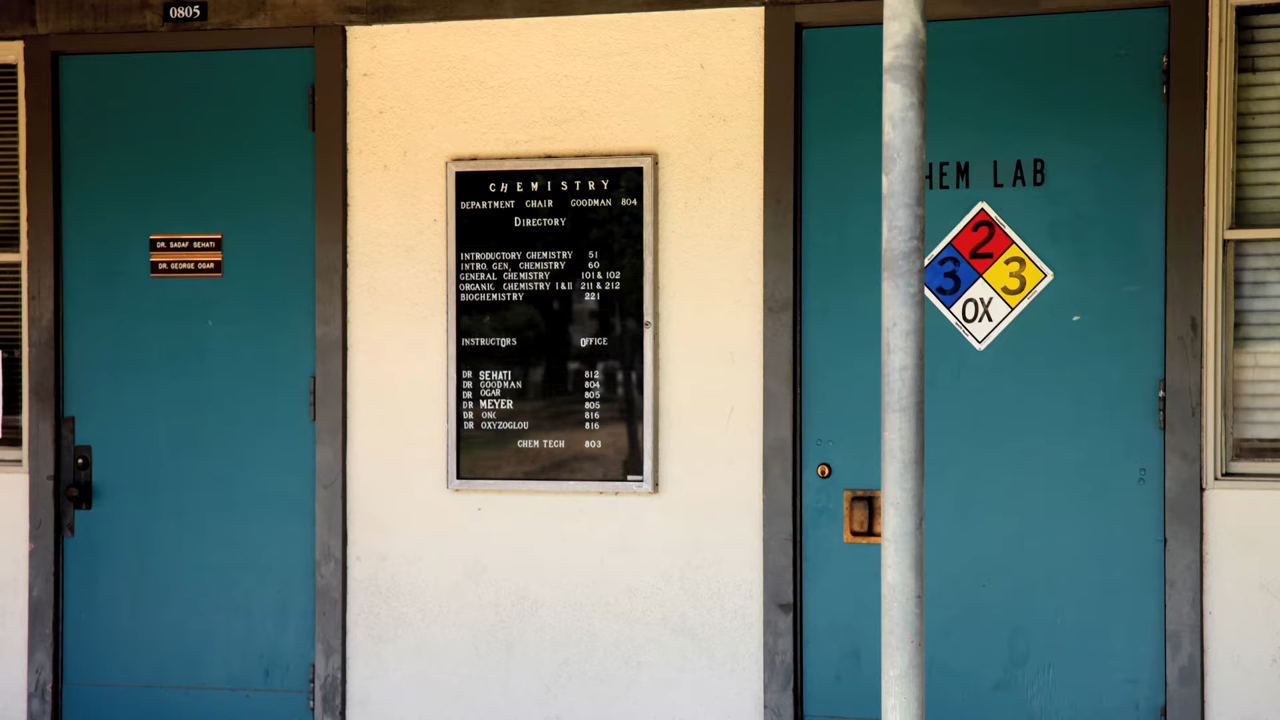 0805
DR. SADAF SEHATI
DR. GEORGE OGAR
CHEMISTRY
DEPARTMENT CHAIR GOODMAN 804
DIRECTORY
INTRODUCTORY CHEMISTRY 51
INTRO. GEN, CHEMISTRY 60
GENERAL CHEMISTRY 101 & 102
ORGANIC CHEMISTRY I & II 211 & 212
BIOCHEMISTRY 221
INSTRUCTORS OFFICE
DR SEHATI 812
DR GOODMAN 804
DR OGAR 805
DR MEYER 805
DR ONC 816
DR OXYZOGLOU 816
CHEM TECH 803
HEM LAB
2
3 3
OX